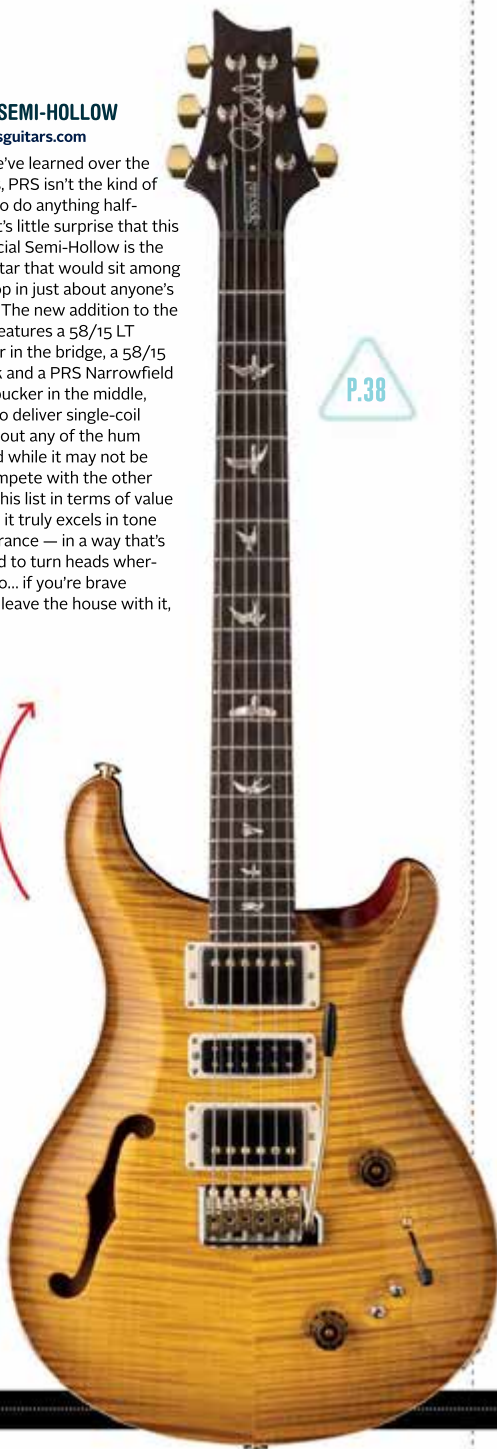 SEMI-HOLLOW
sguitars.com
e've learned over the
, PRS isn't the kind of
o do anything half-
t's little surprise that this
cial Semi-Hollow is the
tar that would sit among
op in just about anyone's
The new addition to the
eatures a 58/15 LT
r in the bridge, a 58/15
k and a PRS Narrowfield
bucker in the middle,
o deliver single-coil
out any of the hum
d while it may not be
mpete with the other
his list in terms of value
it truly excels in tone
rance — in a way that's
d to turn heads wher-
o... if you're brave
leave the house with it,
P.38